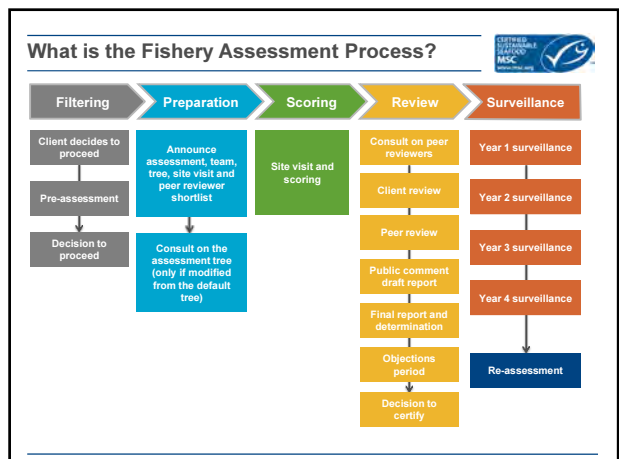 What is the Fishery Assessment Process?
CERTIFIED
SUSTAINABLE
SEAFOOD
MSC
www.msc.org
Filtering
Preparation
Scoring
Review
Surveillance
Client decides to
proceed
Pre-assessment
Decision to
proceed
Announce
assessment, team,
tree, site visit and
peer reviewer
shortlist
Consult on the
assessment tree
(only if modified
from the default
tree)
Site visit and
scoring
Consult on peer
reviewers
Client review
Peer review
Public comment
draft report
Final report and
determination
Objections
period
Decision to
certify
Year 1 surveillance
Year 2 surveillance
Year 3 surveillance
Year 4 surveillance
Re-assessment